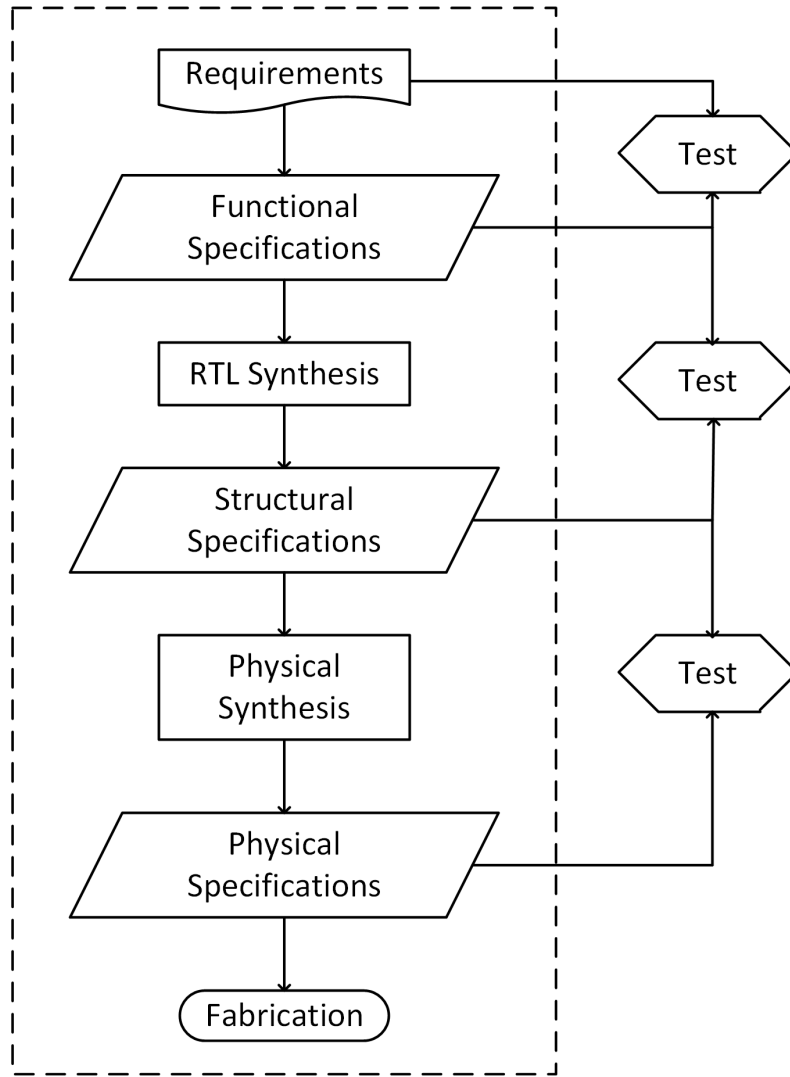 Requirements
Test
Functional
Specifications
RTL Synthesis
Test
Structural
Specifications
Physical
Synthesis
Test
Physical
Specifications
Fabrication